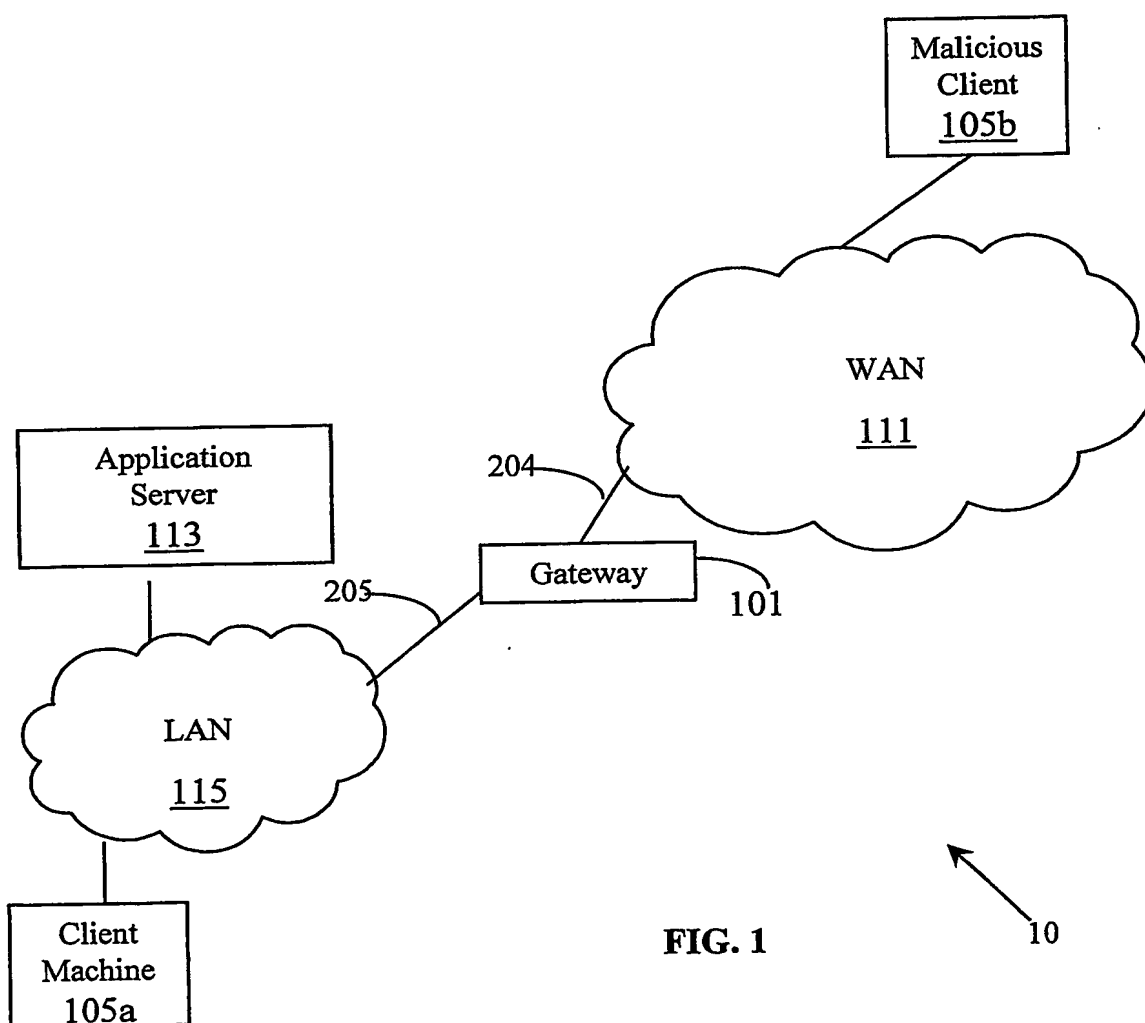 Malicious
Client
105b
WAN
111
204
Application
Server
113
Gateway
101
205
LAN
115
Client
Machine
105a
FIG. 1
10